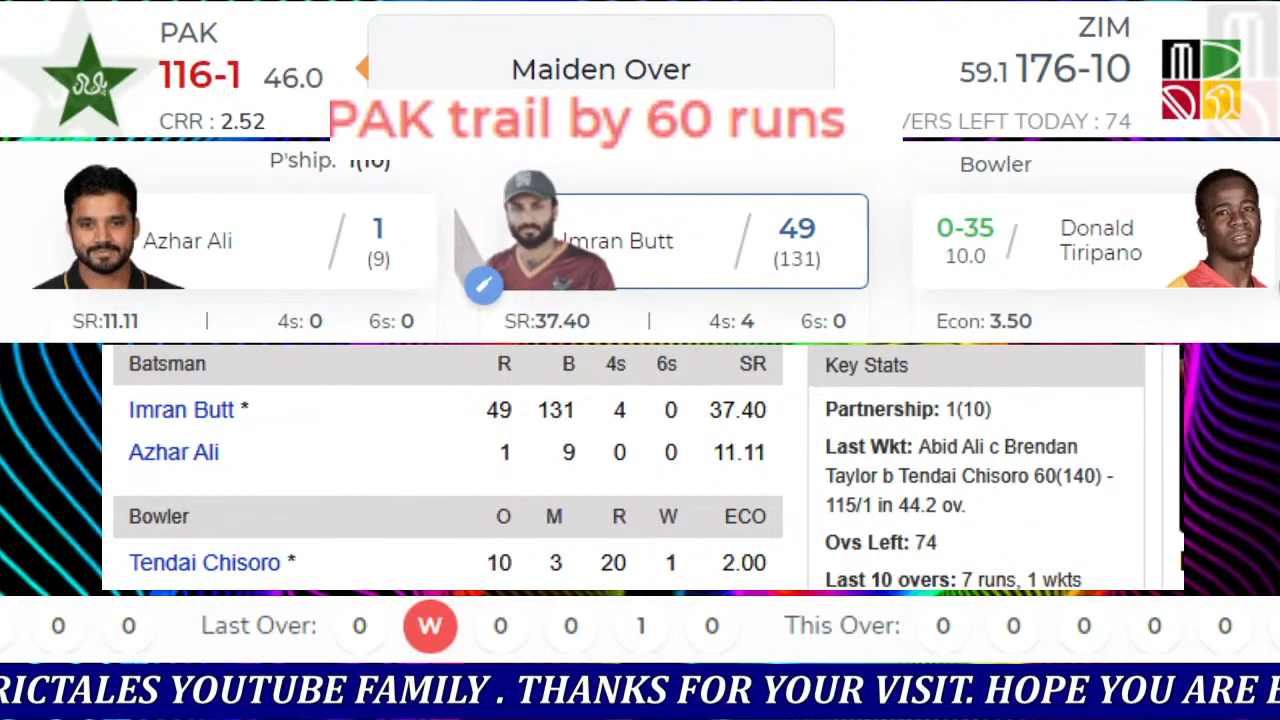 PAK
116-1 46.0
CRR : 2.52
Maiden Over
PAK trail by 60 runs
ZIM
59.1 176-10
VERS LEFT TODAY : 74
P'ship. 1(10)
Azhar Ali
1
(9)
SR:11.11 | 4s: 0 6s: 0
Imran Butt
49
(131)
SR:37.40 | 4s: 4 6s: 0
Bowler
0-35
10.0
Donald
Tiripano
Econ: 3.50
Batsman R B 4s 6s SR
Imran Butt * 49 131 4 0 37.40
Azhar Ali 1 9 0 0 11.11
Bowler O M R W ECO
Tendai Chisoro * 10 3 20 1 2.00
Key Stats
Partnership: 1(10)
Last Wkt: Abid Ali c Brendan
Taylor b Tendai Chisoro 60(140) -
115/1 in 44.2 ov.
Ovs Left: 74
Last 10 overs: 7 runs, 1 wkts
0 0 Last Over: 0 W 0 0 1 0 This Over: 0 0 0 0 0
RICTALES YOUTUBE FAMILY . THANKS FOR YOUR VISIT. HOPE YOU ARE